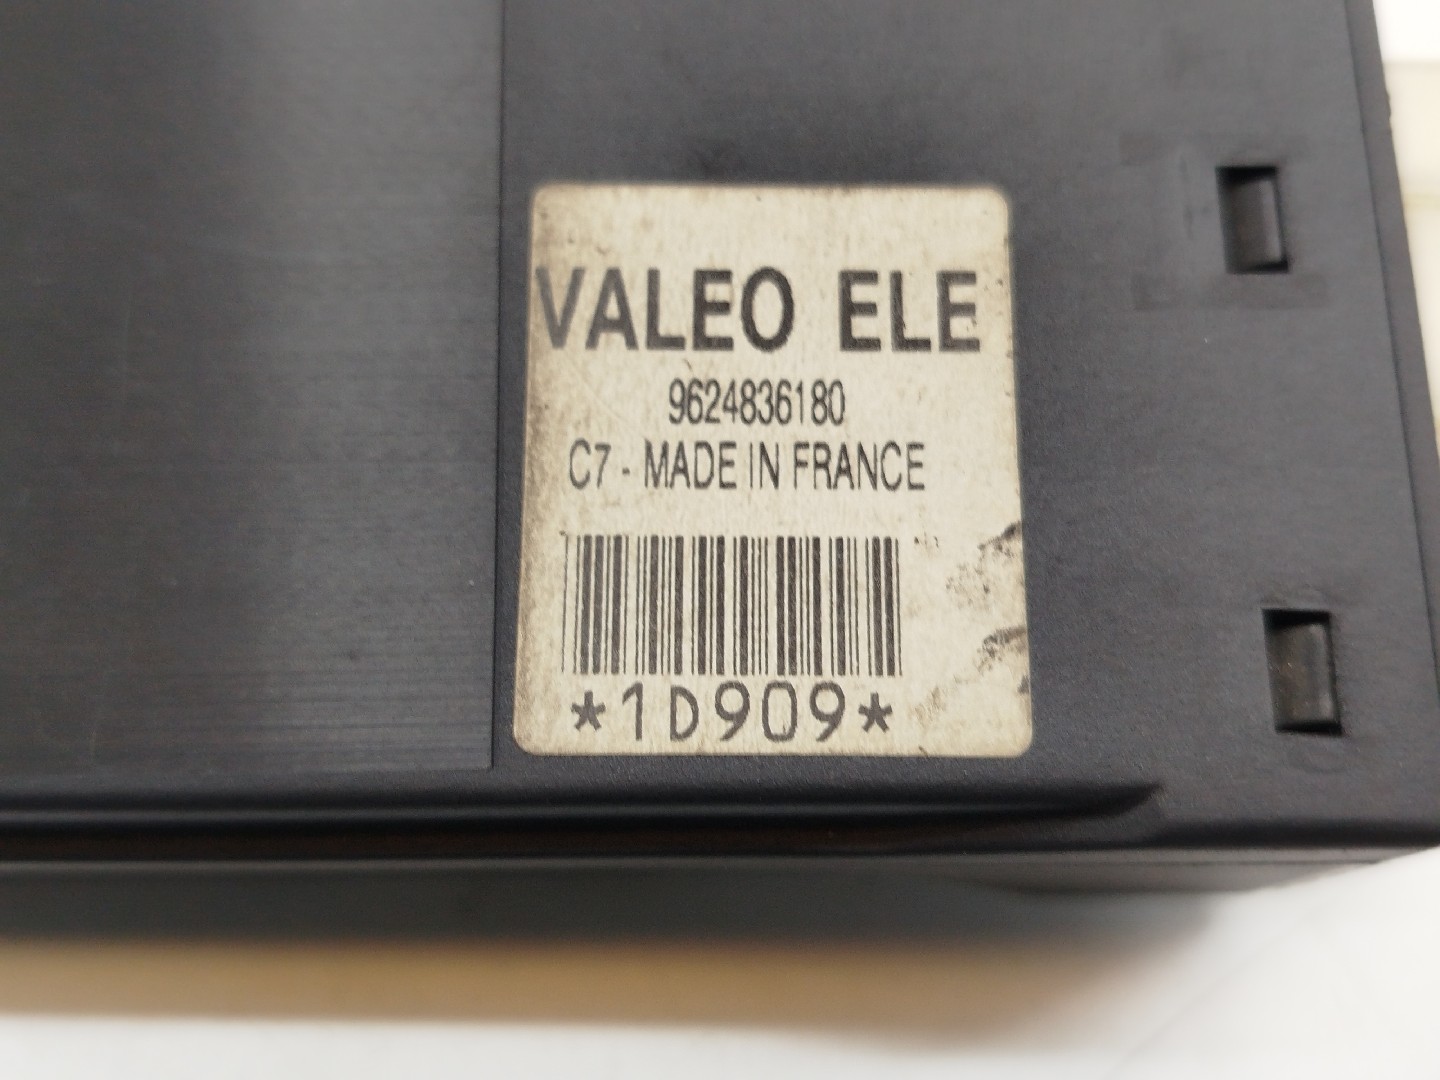 VALEO ELE
9624836180
C7 - MADE IN FRANCE
*1D909*